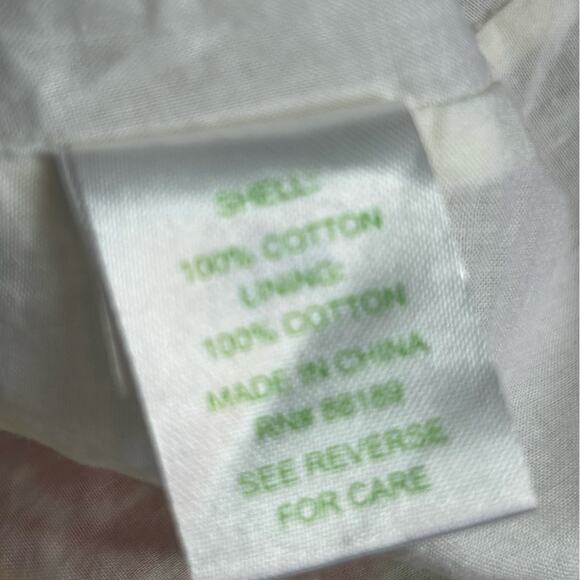 SHELL:
100% COTTON
LINING:
100% COTTON
MADE IN CHINA
RN#
SEE REVERSE
FOR CARE